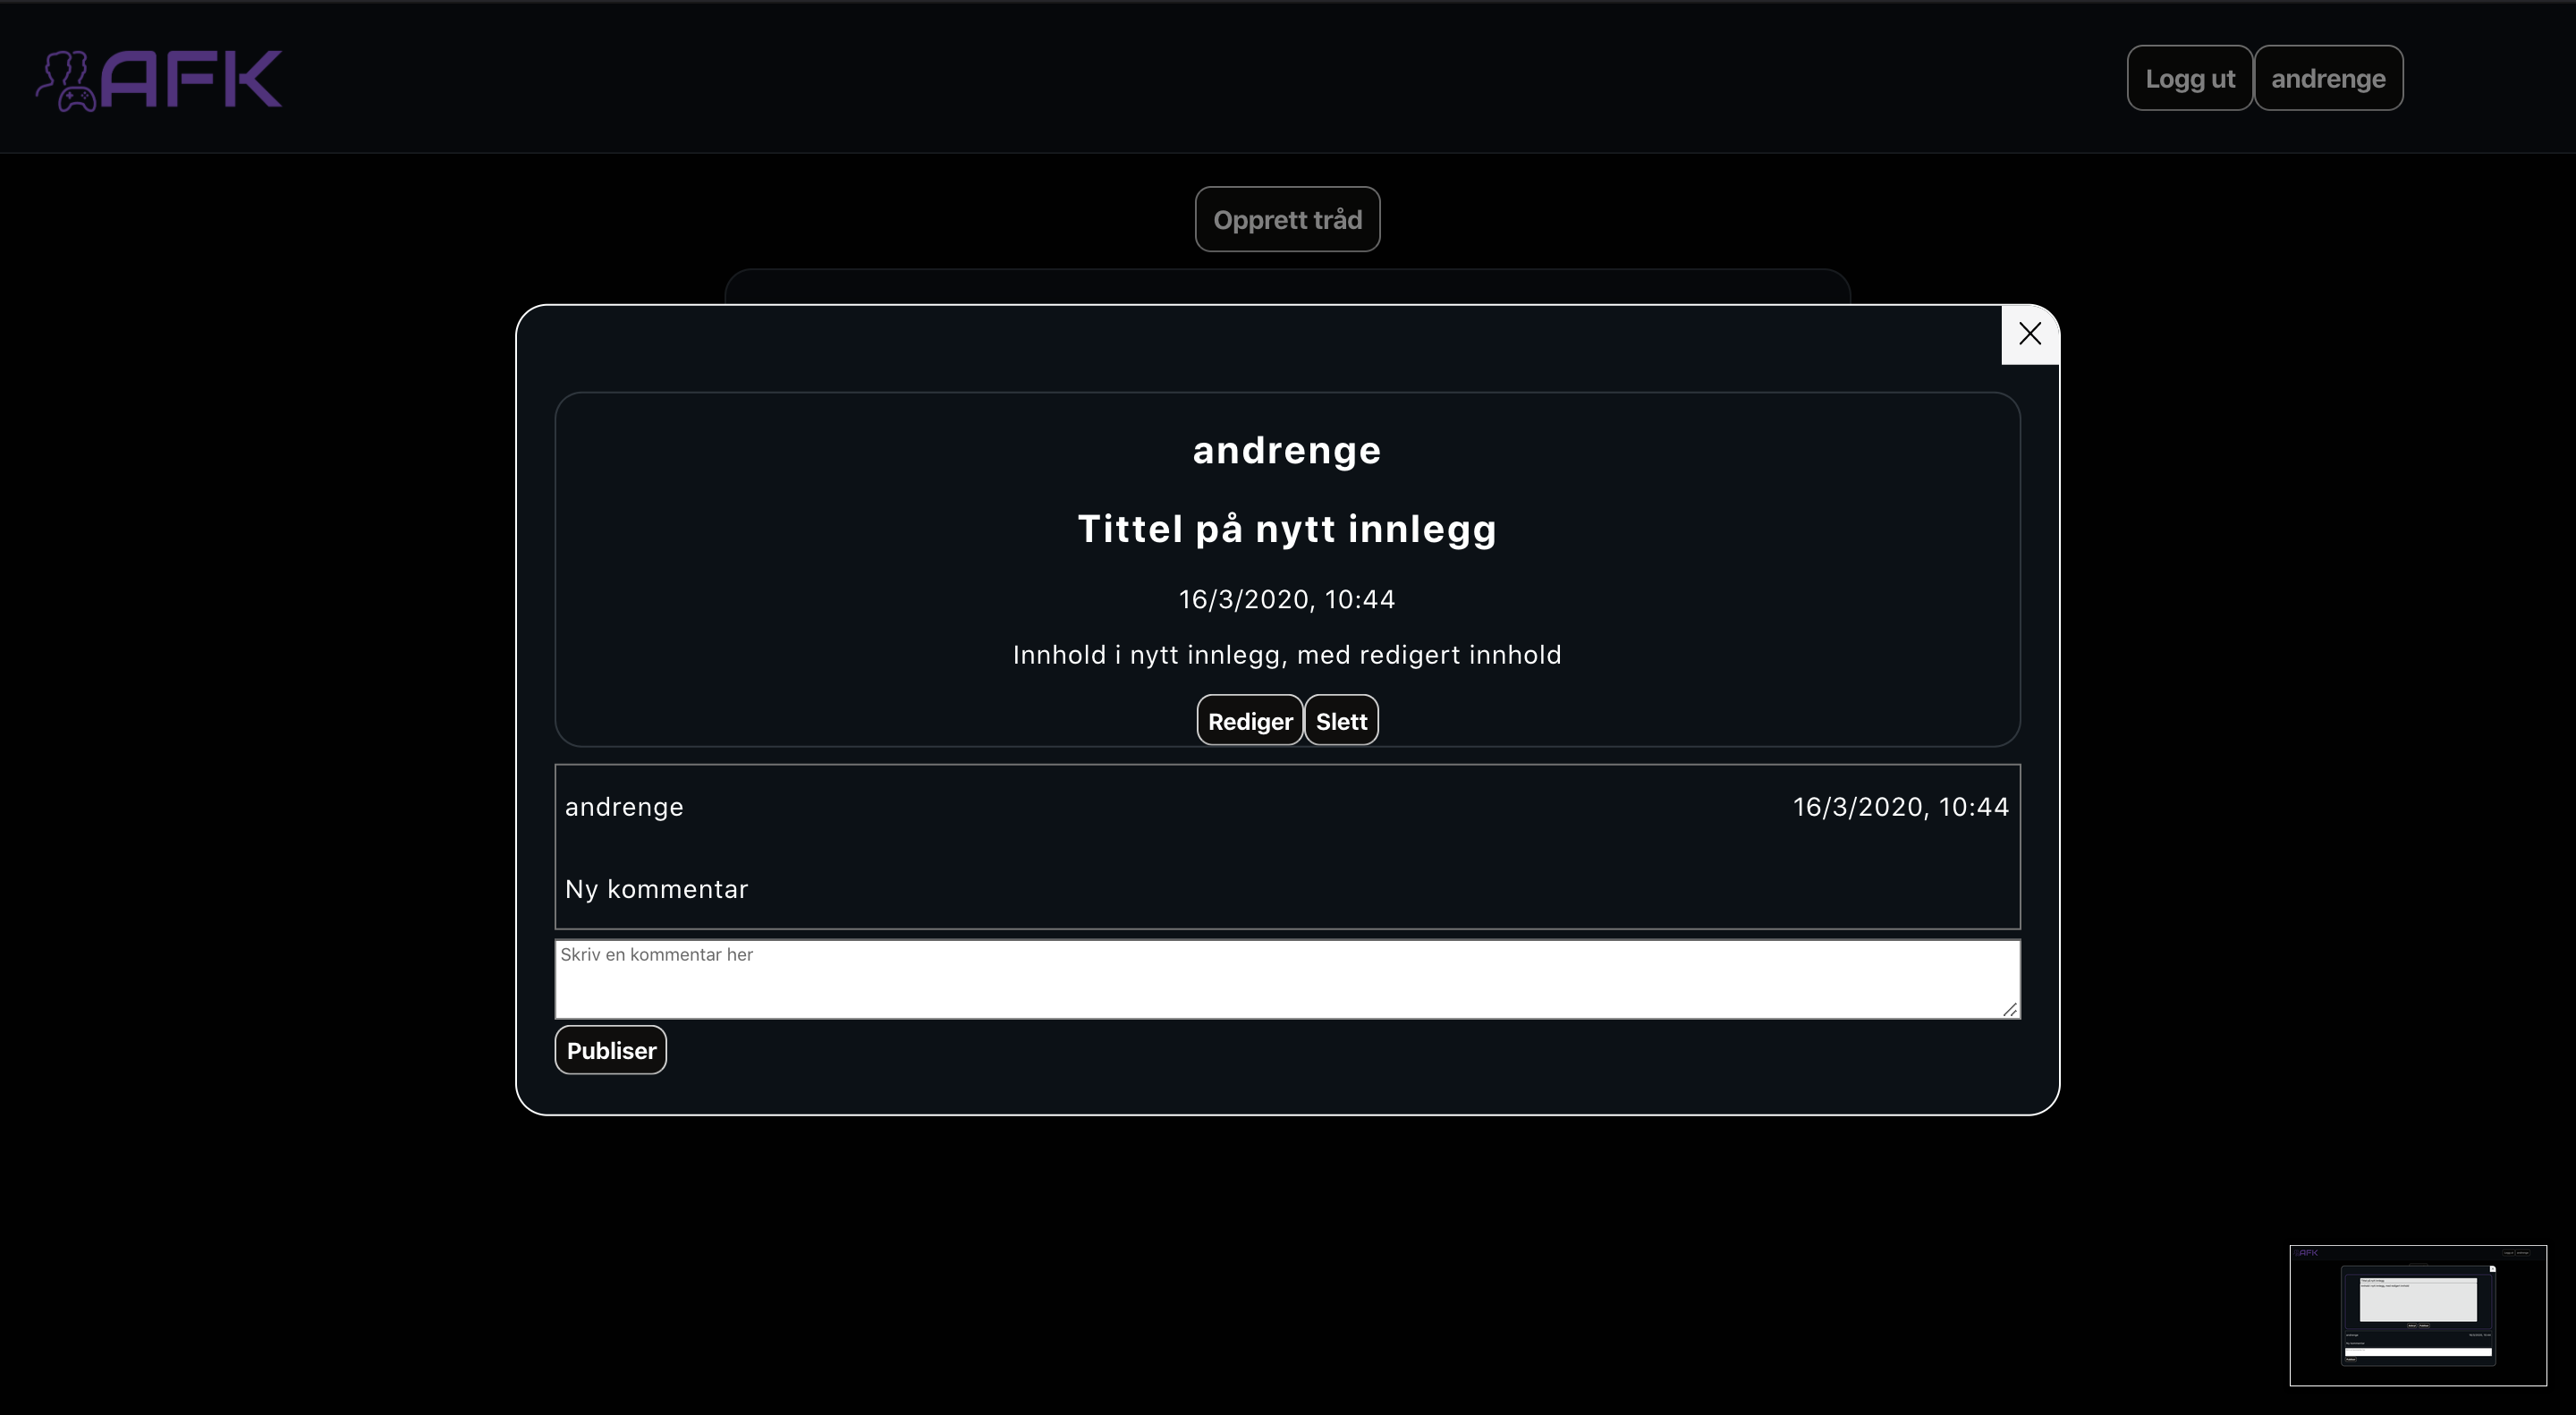 AFK
Logg ut andrenge
Opprett tråd
andrenge
Tittel på nytt innlegg
16/3/2020, 10:44
Innhold i nytt innlegg, med redigert innhold
Rediger Slett
andrenge 16/3/2020, 10:44
Ny kommentar
Skriv en kommentar her
Publiser
AFK